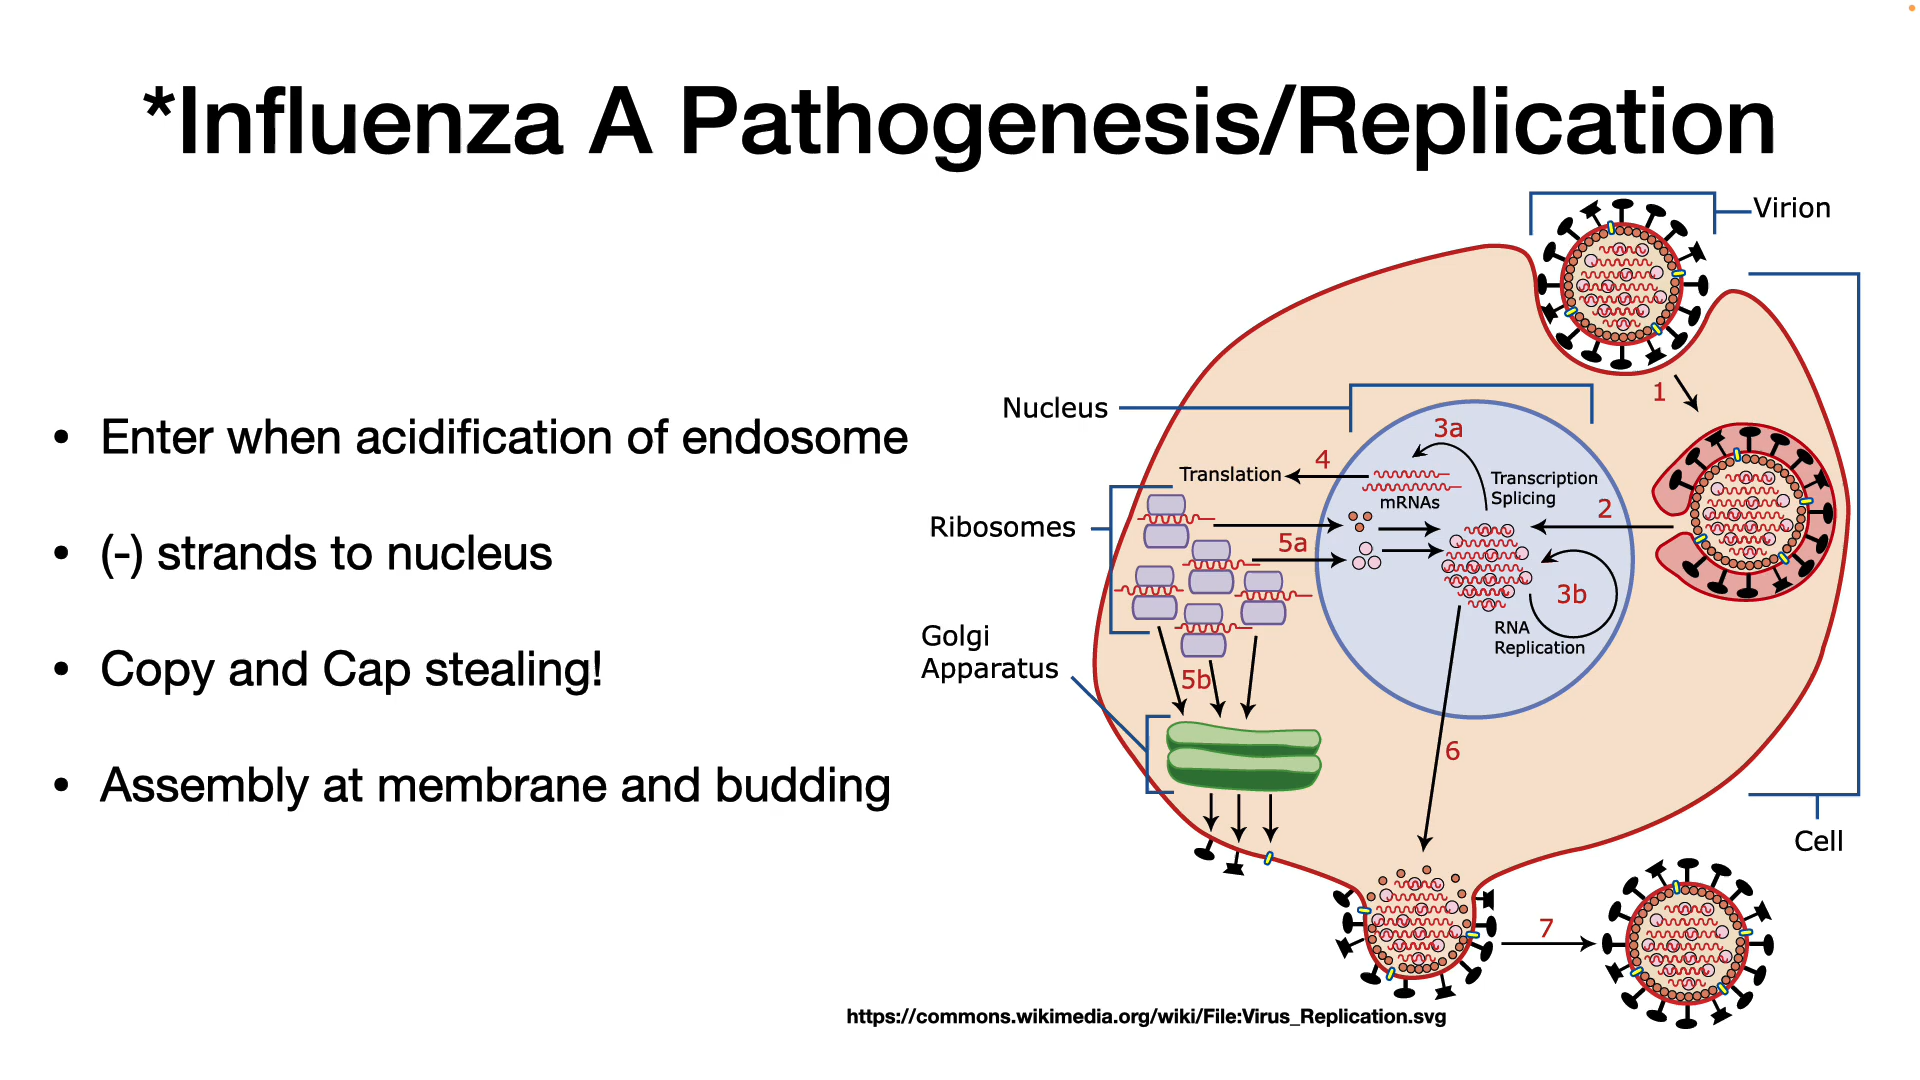 *Influenza A Pathogenesis/Replication
• Enter when acidification of endosome
• (-) strands to nucleus
• Copy and Cap stealing!
• Assembly at membrane and budding
Virion
1
Nucleus
3a
4
Translation
Transcription
Splicing
mRNAs
2
Ribosomes
5a
3b
RNA
Replication
Golgi
Apparatus
5b
6
Cell
7
https://commons.wikimedia.org/wiki/File:Virus_Replication.svg